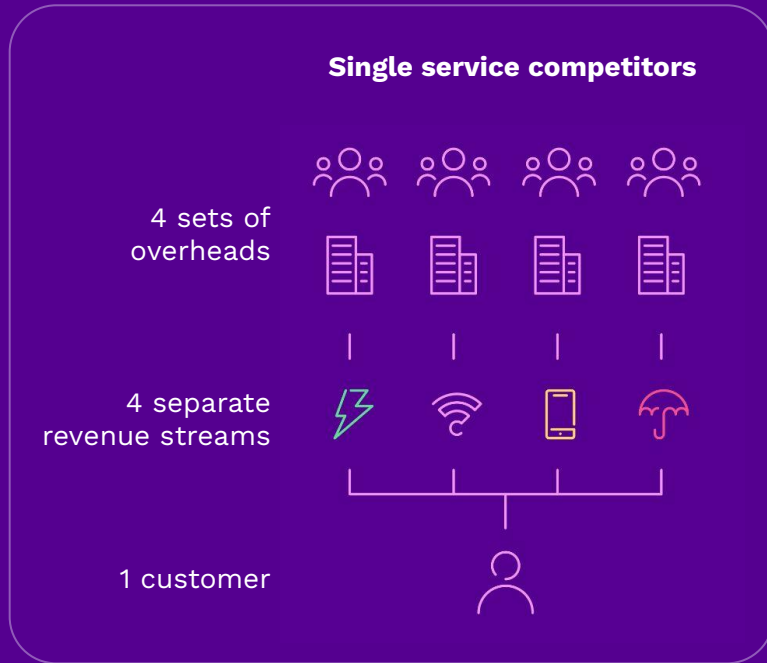 Single service competitors
4 sets of
overheads
4 separate
revenue streams
1 customer